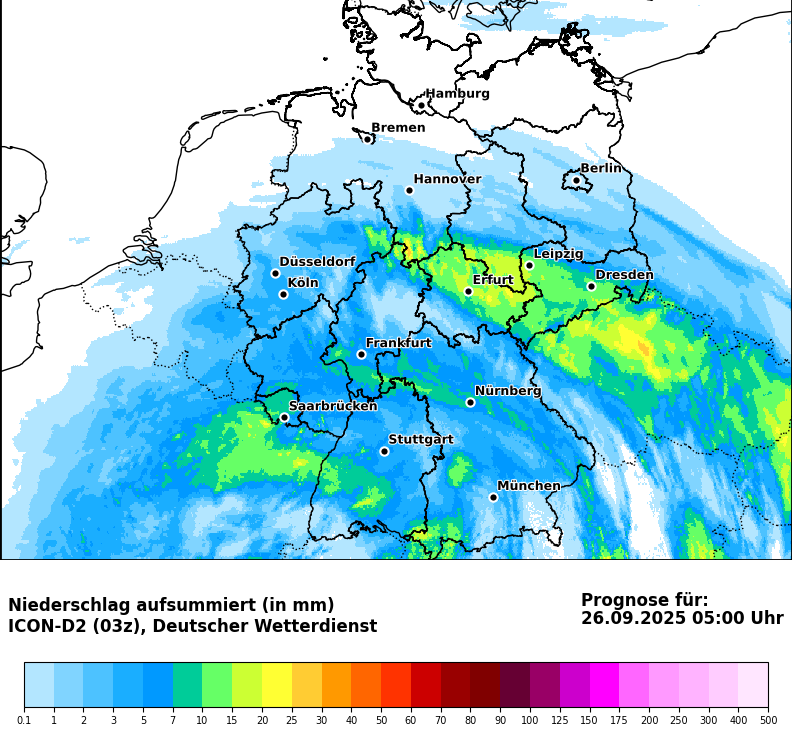 Hamburg
Bremen
Berlin
Hannover
Leipzig
Düsseldorf
Dresden
Köln
Erfurt
Frankfurt
Nürnberg
Saarbrücken
Stuttgart
München
Niederschlag aufsummiert (in mm)
ICON-D2 (03z), Deutscher Wetterdienst
Prognose für:
26.09.2025 05:00 Uhr
0.1 1 2 3 5 7 10 15 20 25 30 40 50 60 70 80 90 100 125 150 175 200 250 300 400 500